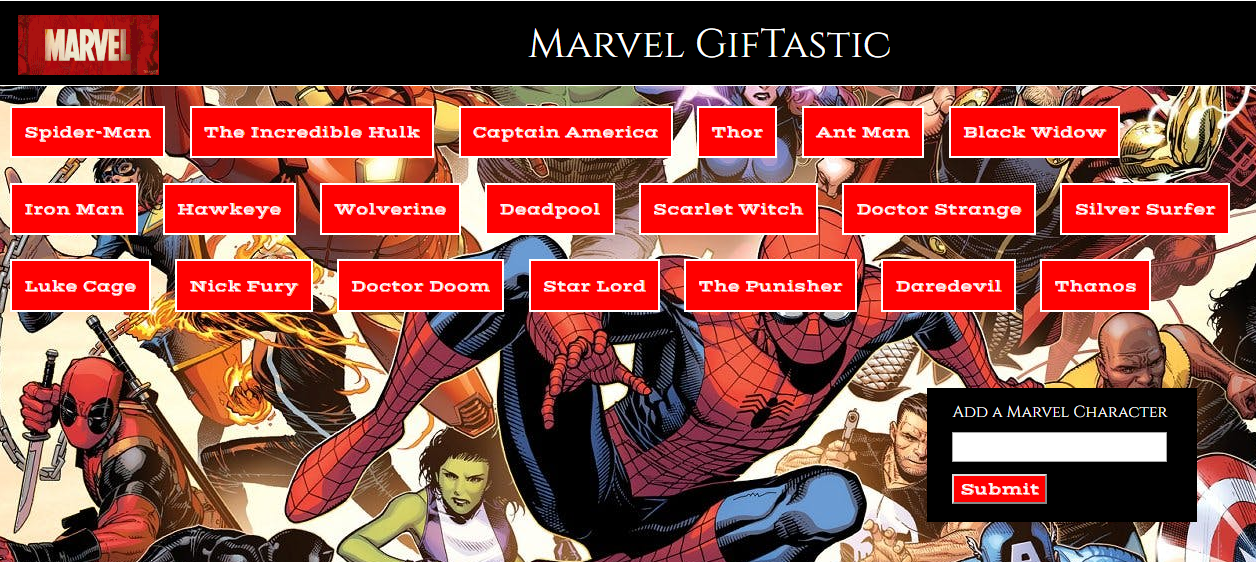 MARVEL
Marvel GifTastic
Spider-Man The Incredible Hulk Captain America Thor Ant Man Black Widow
Iron Man Hawkeye Wolverine Deadpool Scarlet Witch Doctor Strange Silver Surfer
Luke Cage Nick Fury Doctor Doom Star Lord The Punisher Daredevil Thanos
Add a Marvel Character
Submit
A